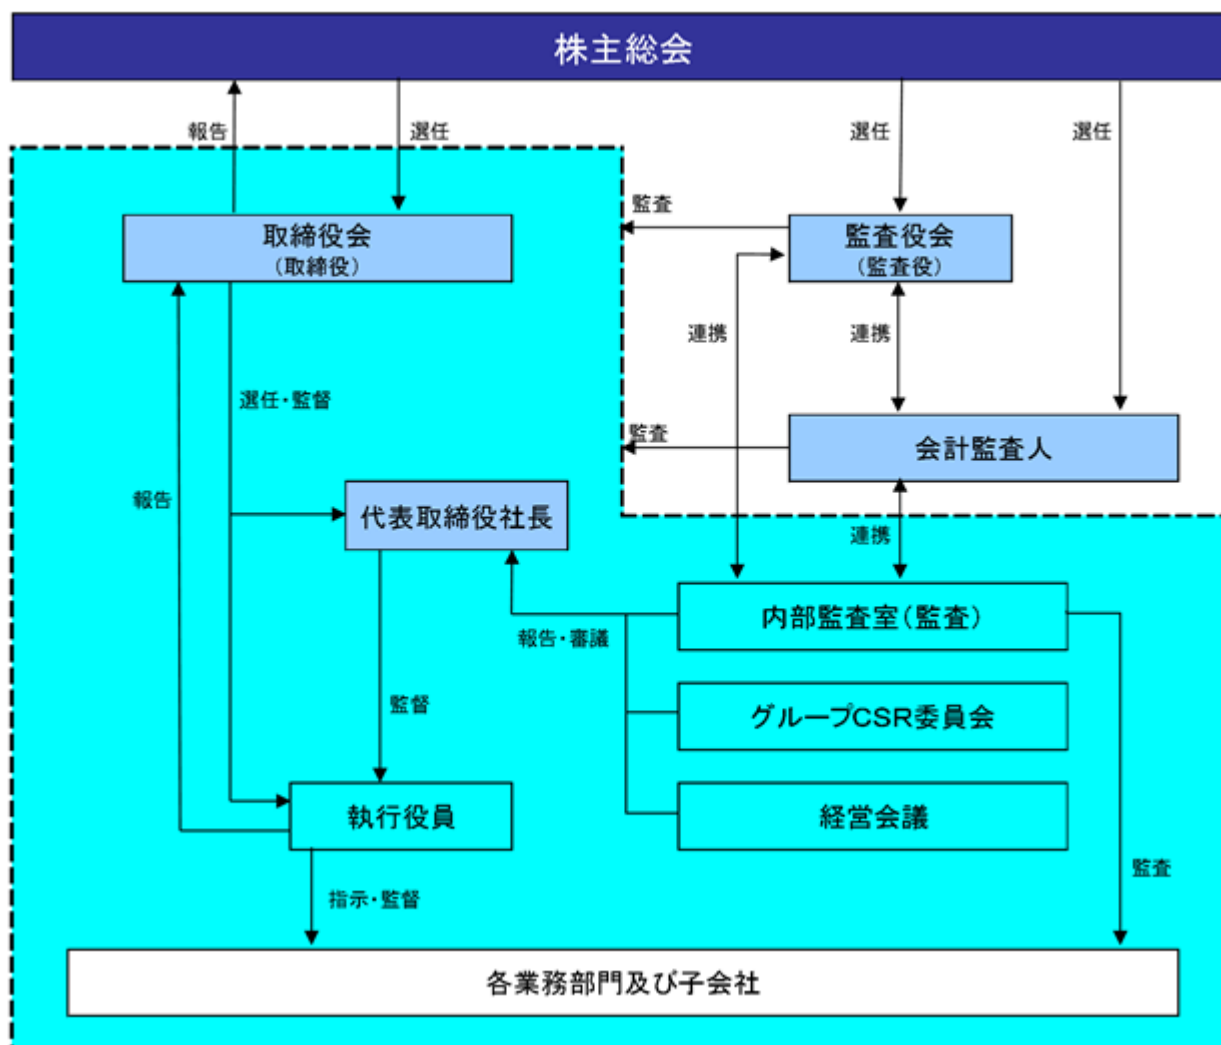 株主総会
報告
選任
選任
選任
取締役会
（取締役）
監査
監査役会
（監査役）
連携
連携
選任・監督
監査
会計監査人
報告
代表取締役社長
連携
内部監査室（監査）
報告・審議
監督
グループCSR委員会
執行役員
経営会議
監査
指示・監督
各業務部門及び子会社